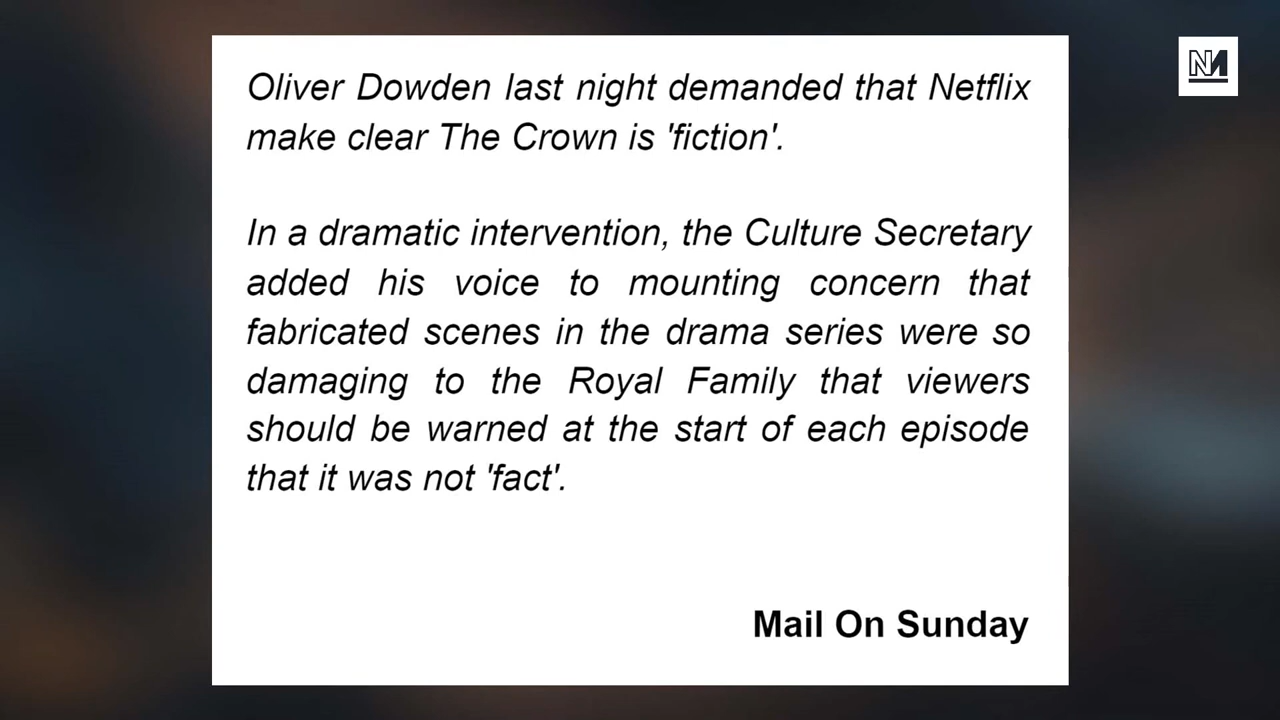 NM
Oliver Dowden last night demanded that Netflix
make clear The Crown is 'fiction'.
In a dramatic intervention, the Culture Secretary
added his voice to mounting concern that
fabricated scenes in the drama series were so
damaging to the Royal Family that viewers
should be warned at the start of each episode
that it was not 'fact'.
Mail On Sunday